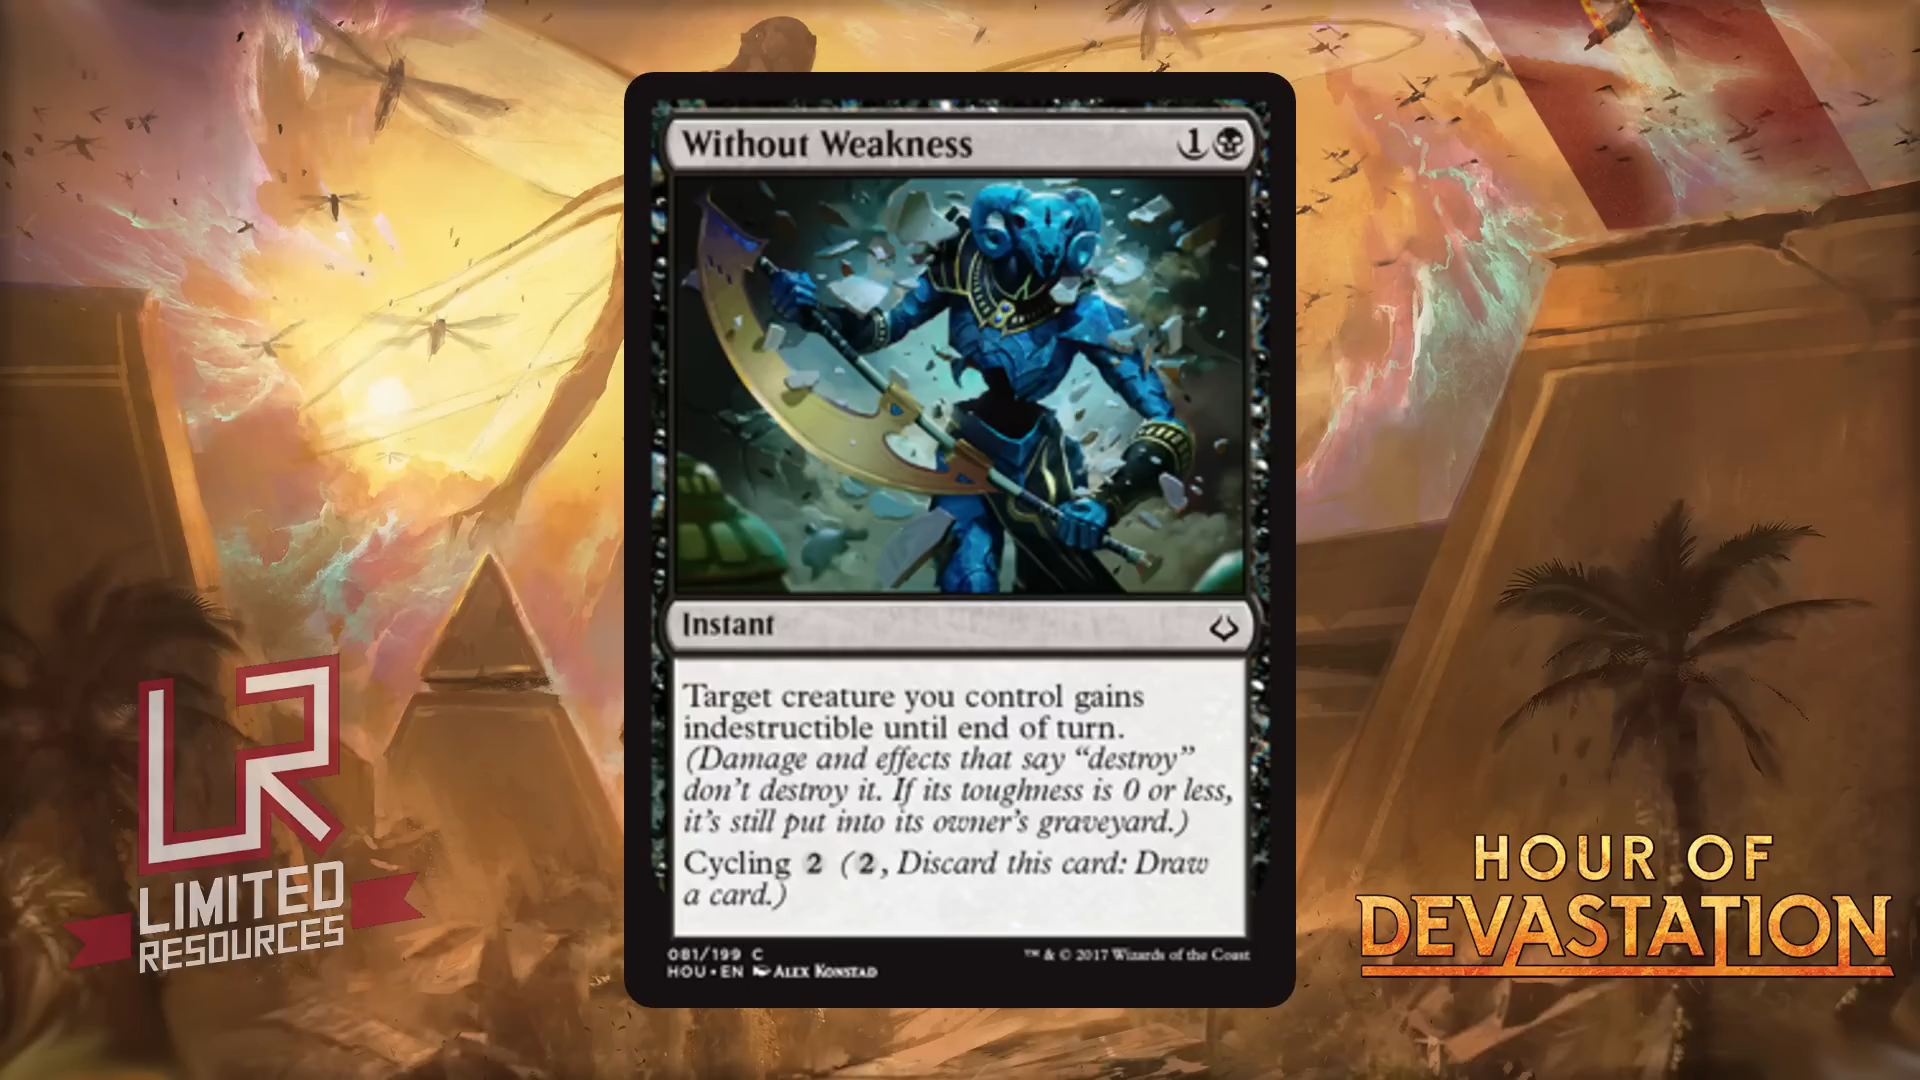 Without Weakness 1
Instant
Target creature you control gains
indestructible until end of turn.
(Damage and effects that say “destroy”
don’t destroy it. If its toughness is 0 or less,
it’s still put into its owner’s graveyard.)
Cycling 2 (2, Discard this card: Draw
a card.)
081/199 C
HOU • EN Alex Konstad
™ & © 2017 Wizards of the Coast
LR
LIMITED
RESOURCES
HOUR OF
DEVASTATION